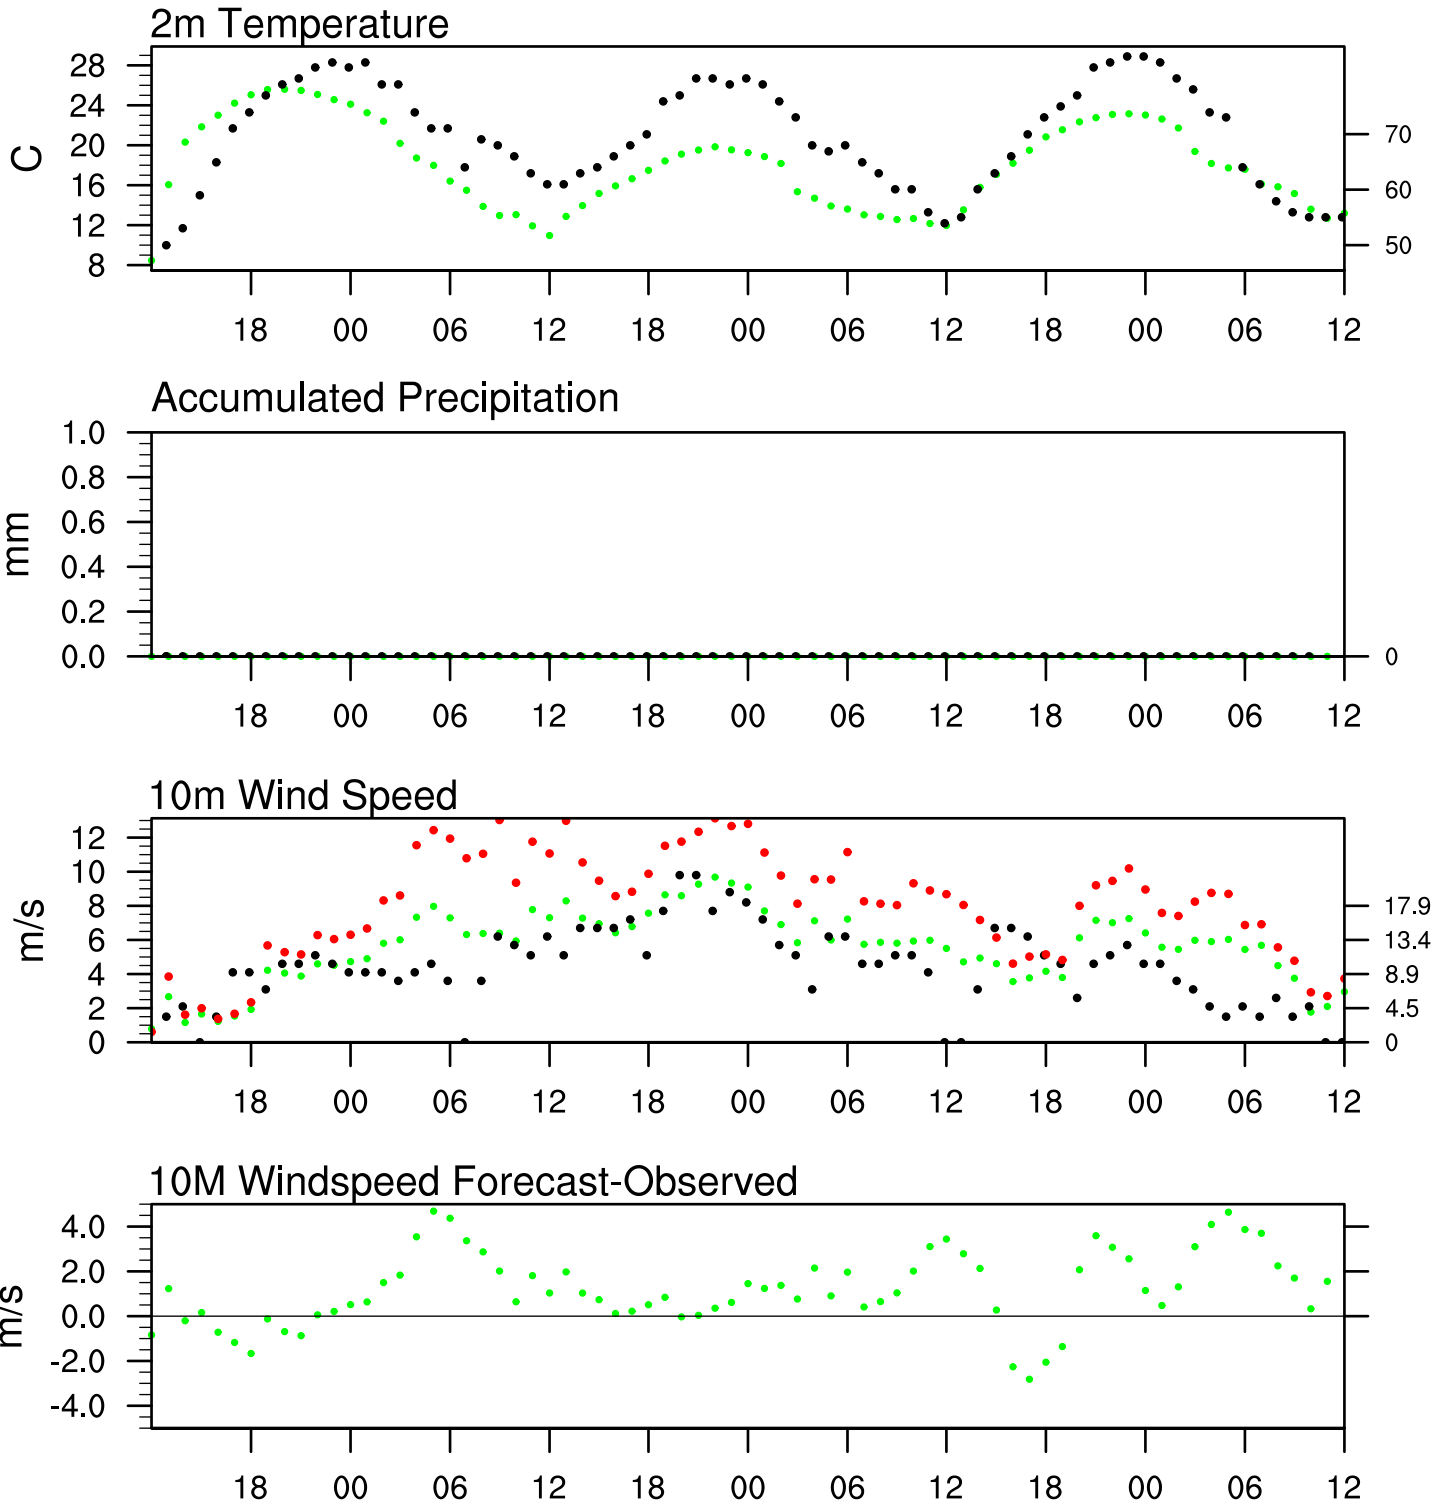 2m Temperature
28
24
20
16
12
8
C
70
60
50
18 00 06 12 18 00 06 12 18 00 06 12
Accumulated Precipitation
1.0
0.8
0.6
0.4
0.2
0.0
mm
0
18 00 06 12 18 00 06 12 18 00 06 12
10m Wind Speed
12
10
8
6
4
2
0
m/s
17.9
13.4
8.9
4.5
0
18 00 06 12 18 00 06 12 18 00 06 12
10M Windspeed Forecast-Observed
4.0
2.0
0.0
-2.0
-4.0
m/s
18 00 06 12 18 00 06 12 18 00 06 12